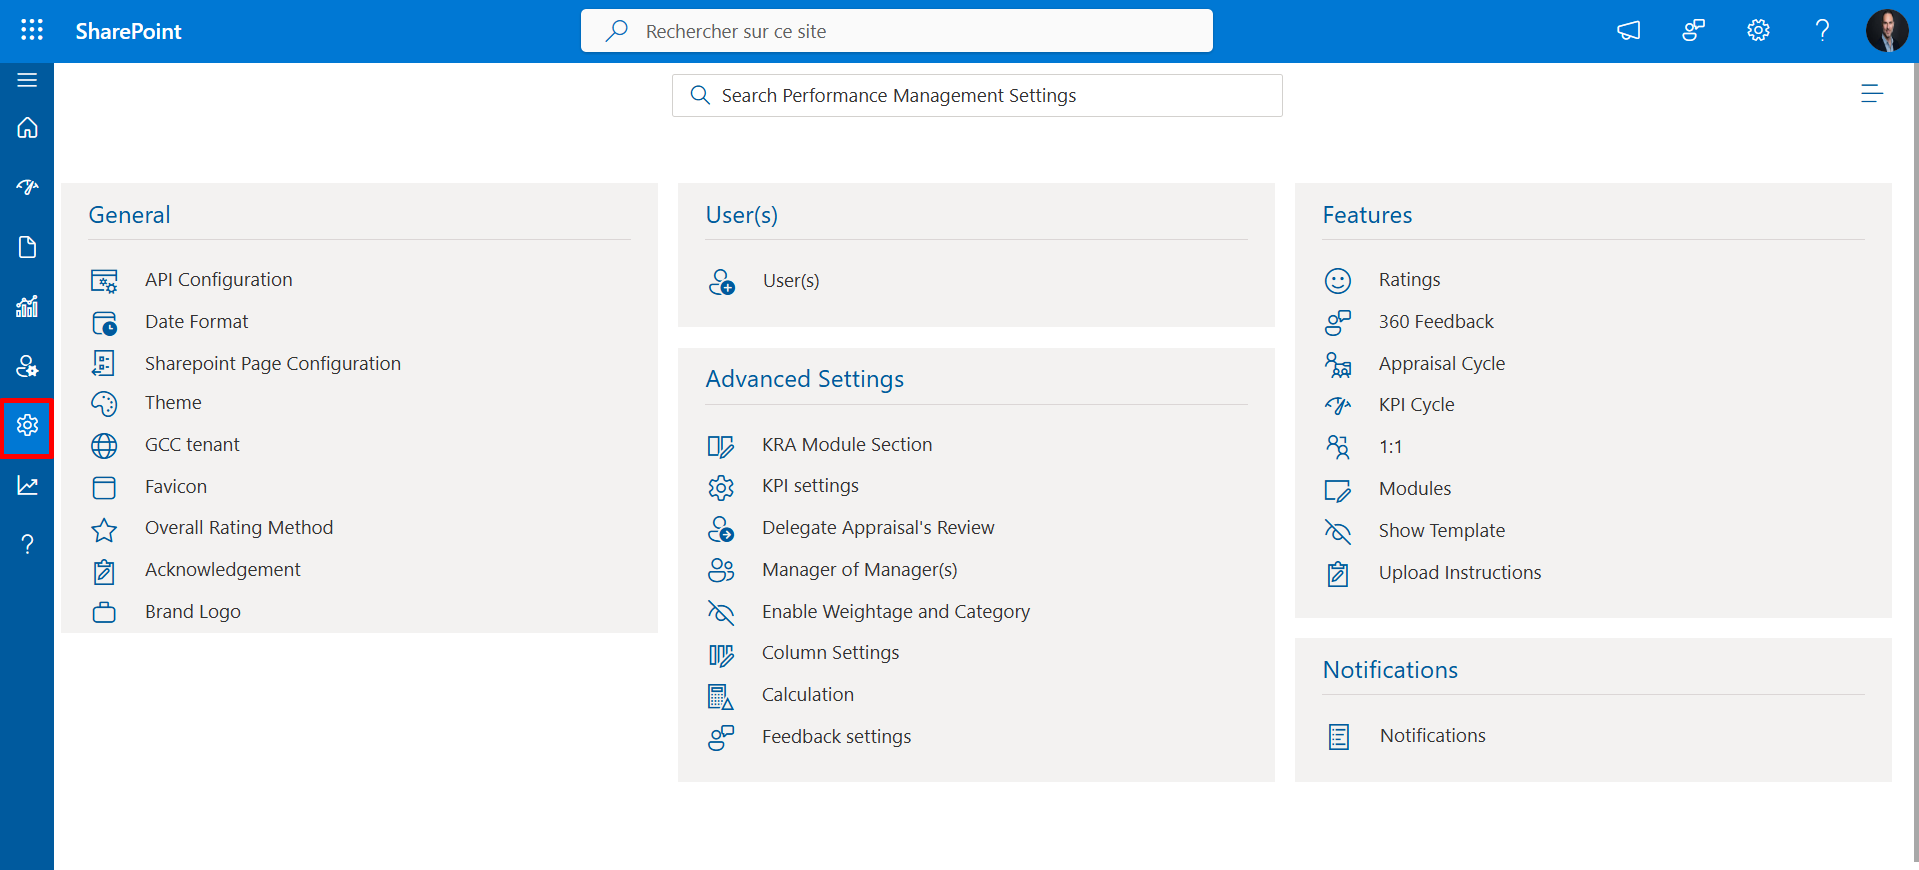 SharePoint
Rechercher sur ce site
Search Performance Management Settings
General
API Configuration
Date Format
Sharepoint Page Configuration
Theme
GCC tenant
Favicon
Overall Rating Method
Acknowledgement
Brand Logo
User(s)
User(s)
Advanced Settings
KRA Module Section
KPI settings
Delegate Appraisal's Review
Manager of Manager(s)
Enable Weightage and Category
Column Settings
Calculation
Feedback settings
Features
Ratings
360 Feedback
Appraisal Cycle
KPI Cycle
1:1
Modules
Show Template
Upload Instructions
Notifications
Notifications